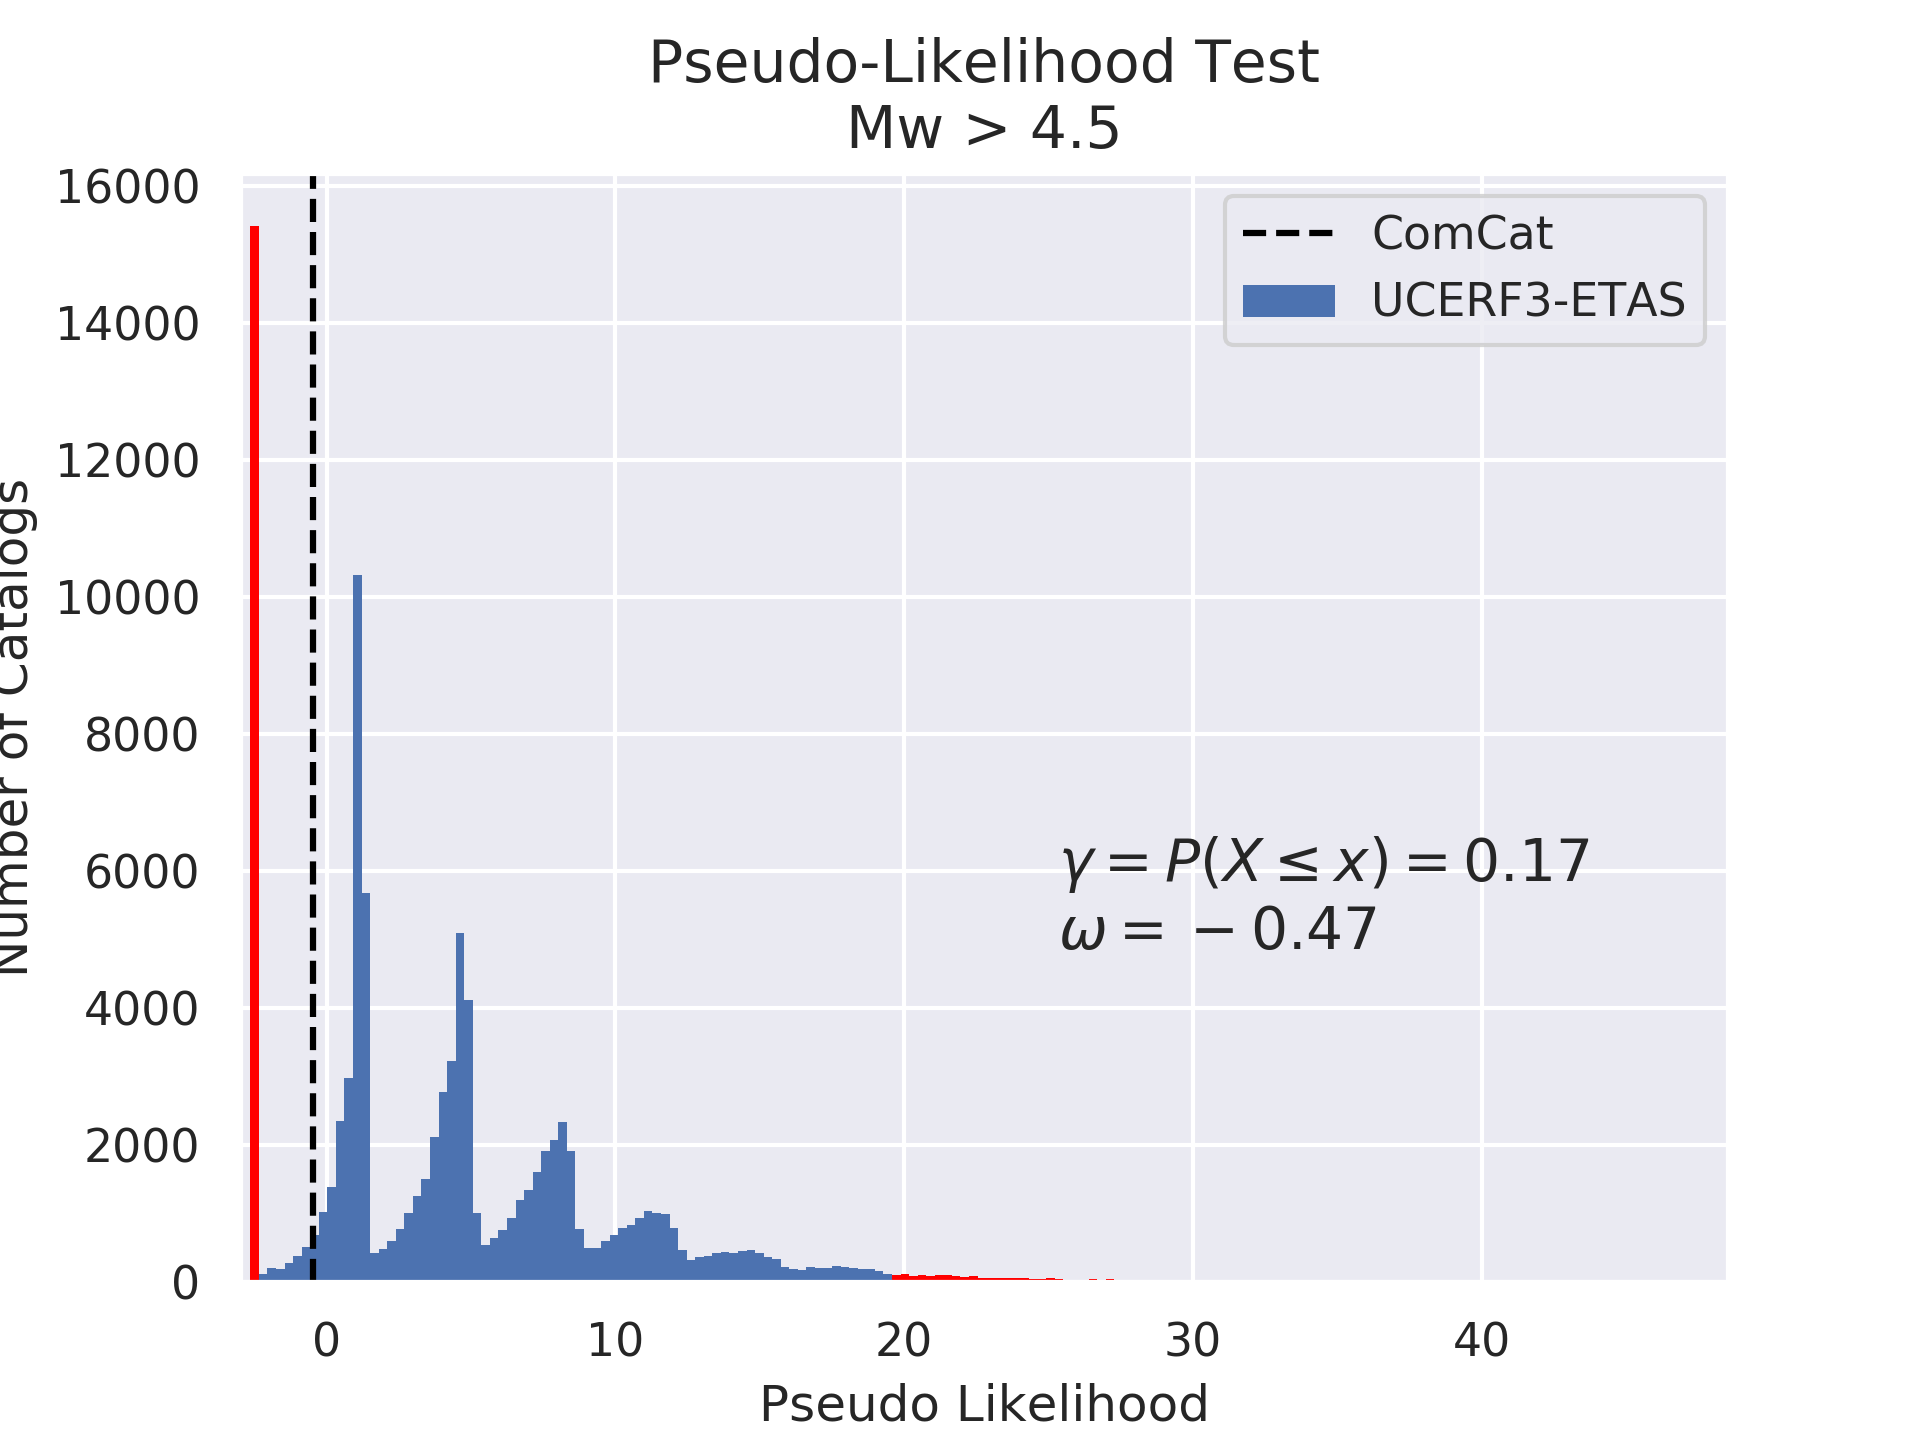 Pseudo-Likelihood Test
Mw > 4.5
16000
14000
12000
10000
8000
6000
4000
2000
0
Number of Catalogs
ComCat
UCERF3-ETAS
γ = P(X ≤ x) = 0.17
ω = − 0.47
0 10 20 30 40
Pseudo Likelihood